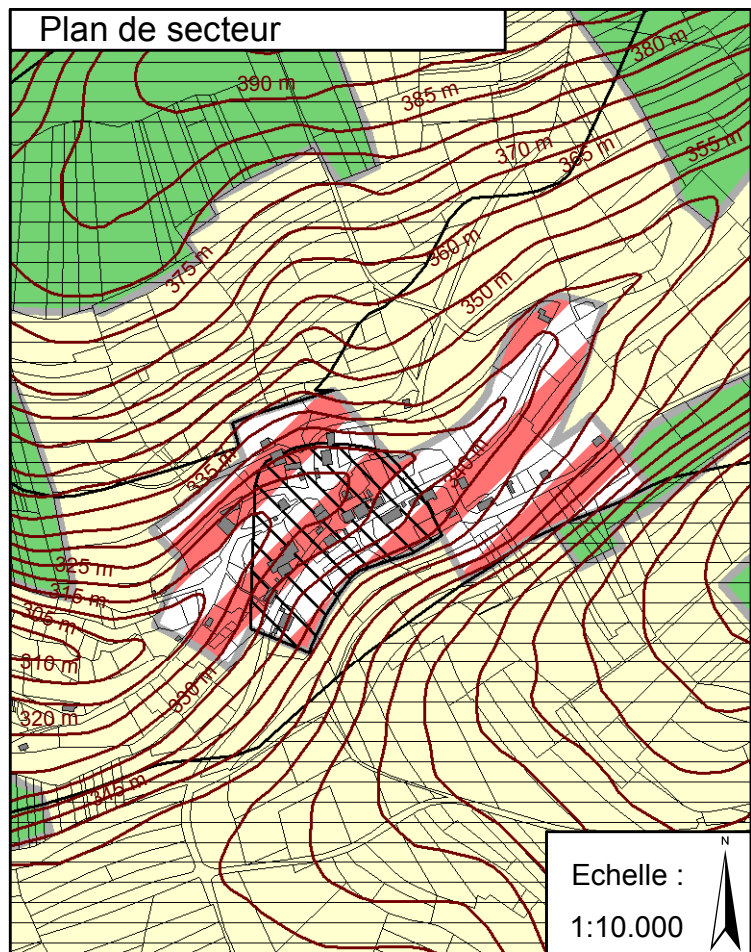 Plan de secteur
380 m
390 m
385 m
370 m
365 m
355 m
375 m
360 m
350 m
335 m
340 m
325 m
315 m
305 m
310 m
330 m
320 m
345 m
N
Echelle :
1:10.000